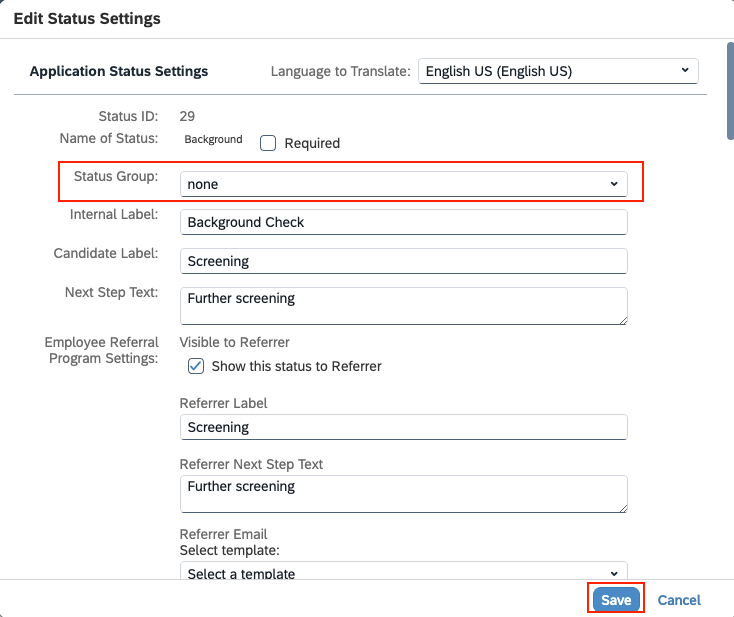 Edit Status Settings
Application Status Settings
Language to Translate: English US (English US)
Status ID: 29
Name of Status: Background Required
Status Group: none
Internal Label: Background Check
Candidate Label: Screening
Next Step Text: Further screening
Employee Referral Visible to Referrer
Program Settings: Show this status to Referrer
Referrer Label
Screening
Referrer Next Step Text
Further screening
Referrer Email
Select template:
Select a template
Save Cancel